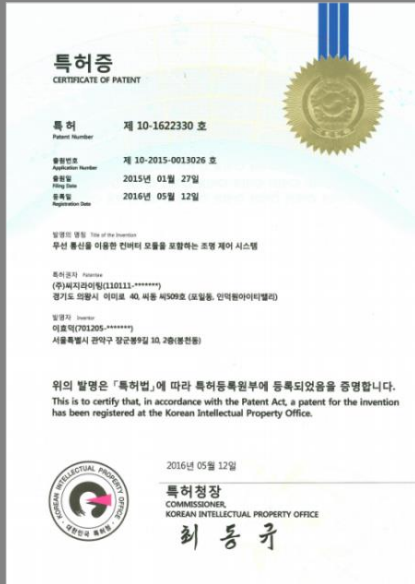 특허증
CERTIFICATE OF PATENT
특 허 제 10-1622330 호
Patent Number
출원번호 제 10-2015-0013026 호
Application Number
출원일 2015년 01월 27일
Filing Date
등록일 2016년 05월 12일
Registration Date
발명의 명칭 Title of the Invention
무선 통신을 이용한 컨버터 모듈을 포함하는 조명 제어 시스템
특허권자 Patentee
(주)씨지라이팅(110111-*******)
경기도 의왕시 이미로 40, 씨동 씨509호 (포일동, 인덕원아이티밸리)
발명자 Inventor
이효덕(701205-*******)
서울특별시 관악구 장군봉9길 10, 2층(봉천동)
위의 발명은 「특허법」에 따라 특허등록원부에 등록되었음을 증명합니다.
This is to certify that, in accordance with the Patent Act, a patent for the invention
has been registered at the Korean Intellectual Property Office.
2016년 05월 12일
특허청장
COMMISSIONER,
KOREAN INTELLECTUAL PROPERTY OFFICE
최동규
KOREAN INTELLECTUAL PROPERTY OFFICE
대한민국 특허청